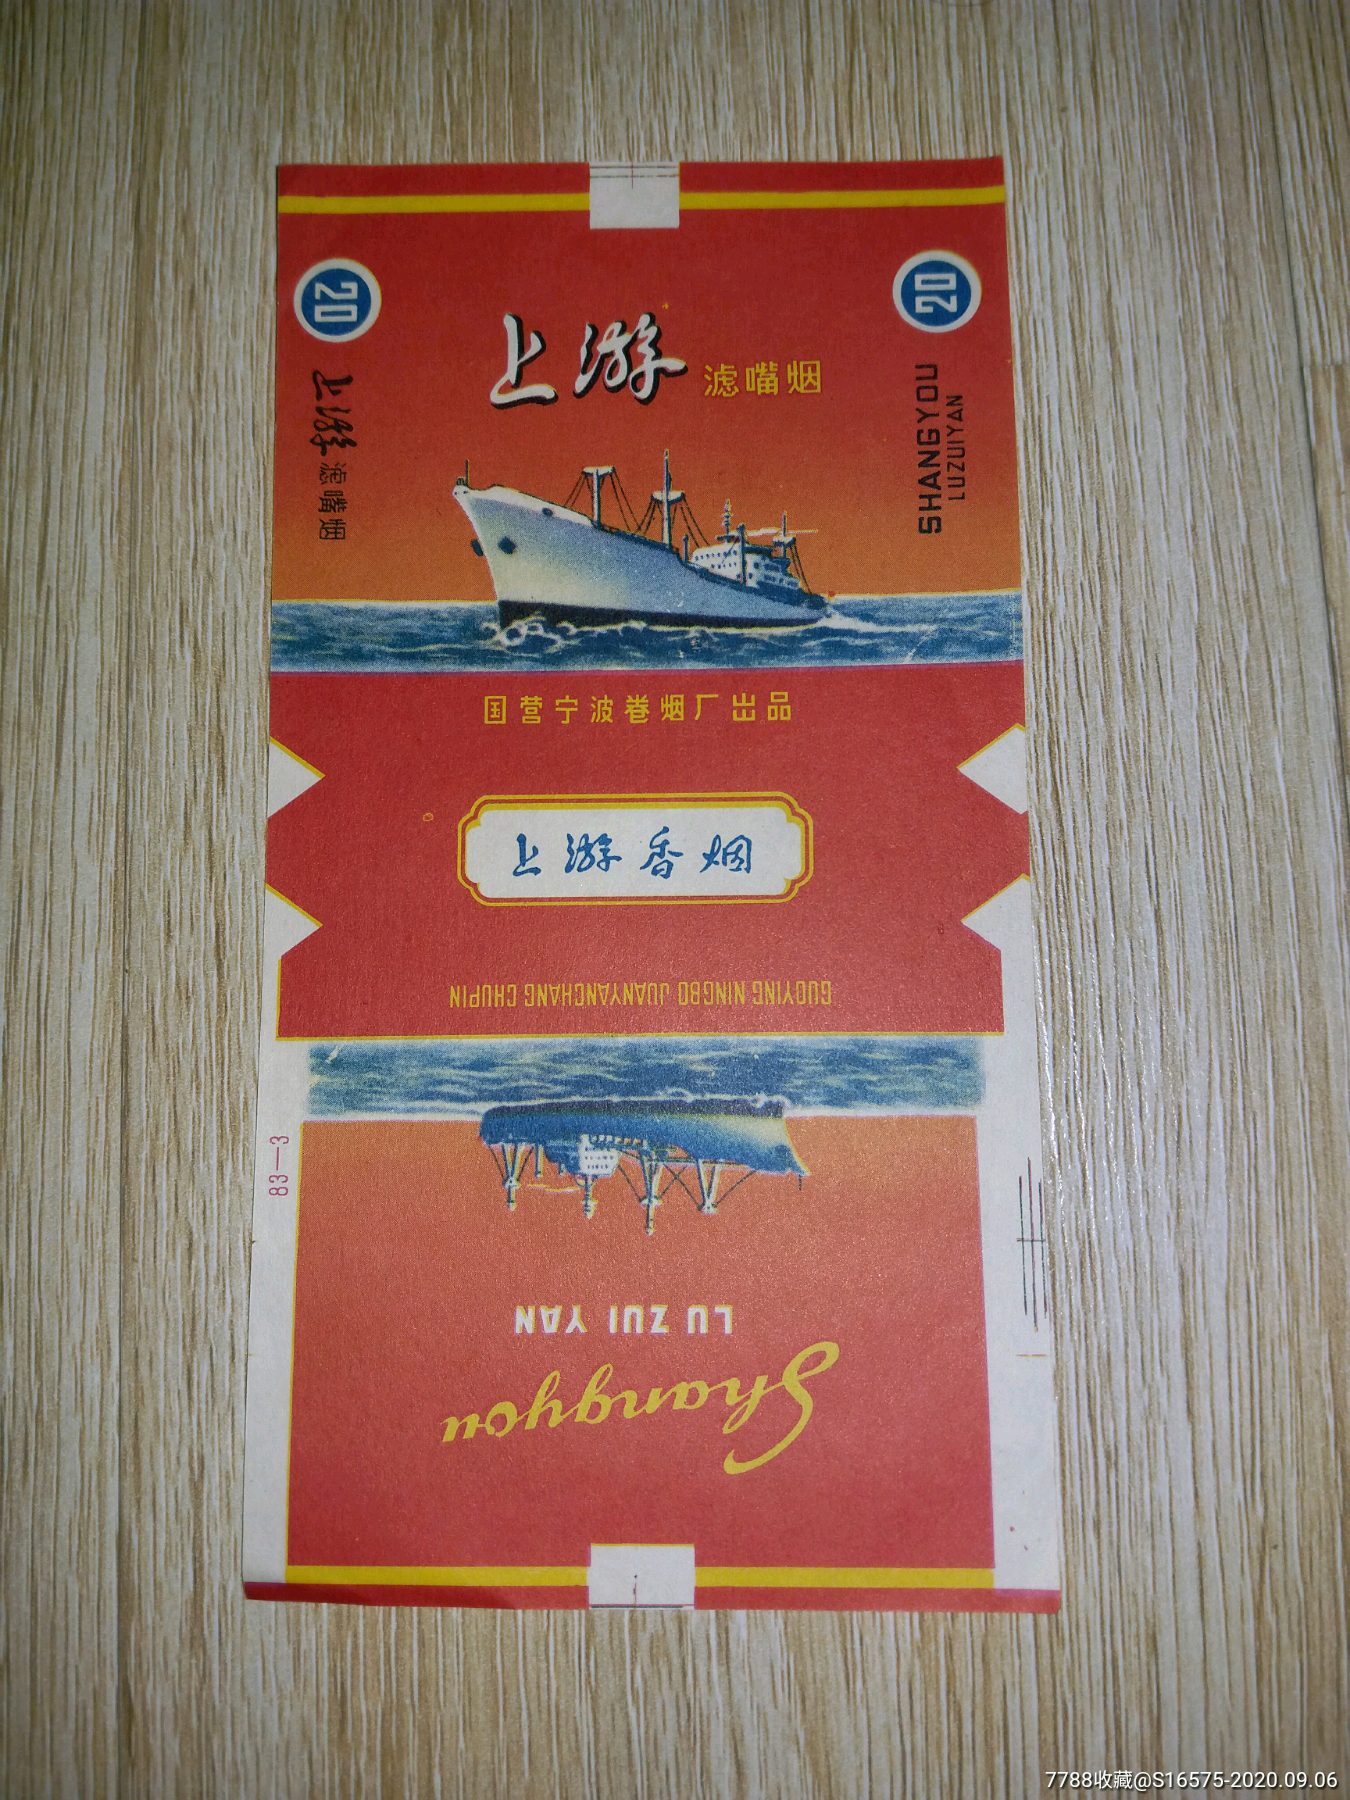 20
20
上游 滤嘴烟
上游 滤嘴烟
SHANGYOU
LUZUIYAN
国营宁波卷烟厂出品
上游香烟
GUOYING NINGBO JUANYANCHANG CHUPIN
83—3
LU ZUI YAN
Shangyou
7788收藏@S16575-2020.09.06